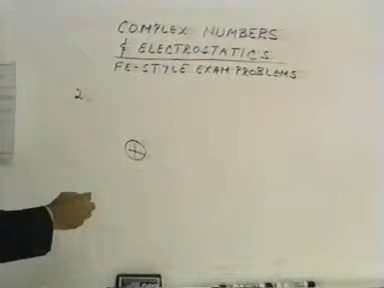 COMPLEX NUMBERS
& ELECTROSTATICS
FE-STYLE EXAM PROBLEMS
2.
+